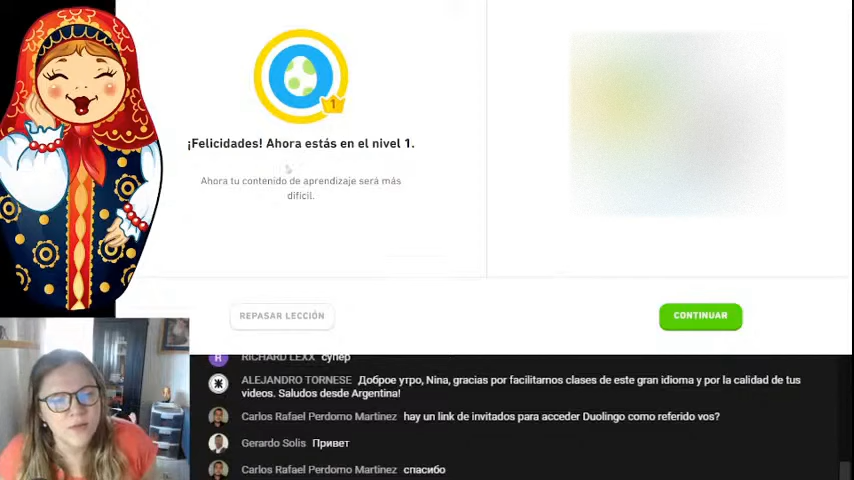 1
¡Felicidades! Ahora estás en el nivel 1.
Ahora tu contenido de aprendizaje será más
difícil.
REPASAR LECCIÓN
CONTINUAR
R RICHARD LEXX супер
ALEJANDRO TORNESE Доброе утро, Nina, gracias por facilitarnos clases de este gran idioma y por la calidad de tus
videos. Saludos desde Argentina!
Carlos Rafael Perdomo Martinez hay un link de invitados para acceder Duolingo como referido vos?
Gerardo Solis Привет
Carlos Rafael Perdomo Martinez спасибо